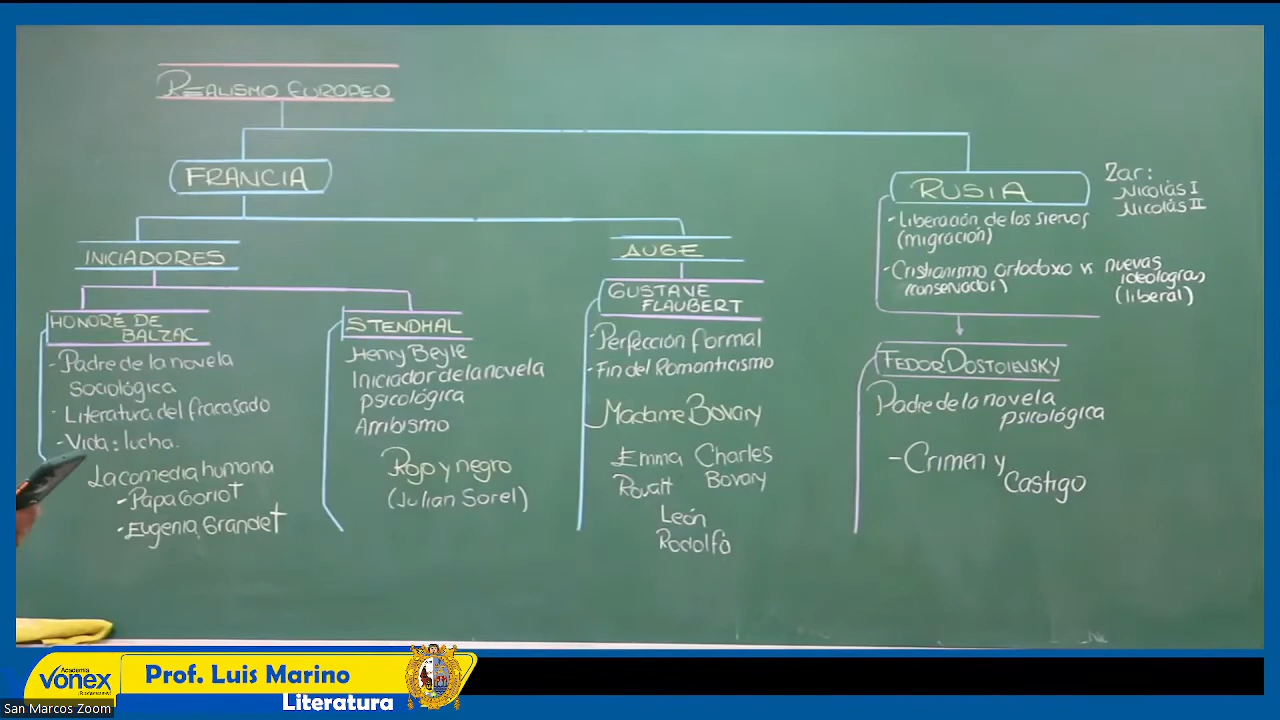 REALISMO EUROPEO
FRANCIA
INICIADORES
HONORÉ DE
BALZAC
- Padre de la novela
Sociológica
- Literatura del fracasado
- Vida: lucha.
La comedia humana
- Papa Goriot
- Eugenia Grandet
STENDHAL
Henry Beyle
Iniciador de la novela
psicológica
Arribismo
Rojo y negro
(Julian Sorel)
AUGE
GUSTAVE
FLAUBERT
- Perfección formal
- Fin del Romanticismo
Madame Bovary
Emma Charles
Roualt Bovary
León
Rodolfo
RUSIA
Zar:
Nicolás I
Nicolás II
- Liberación de los siervos
(migración)
- Cristianismo ortodoxo vs nuevas
(conservador) ideologías
(liberal)
FEDOR DOSTOIEVSKY
Padre de la novela
psicológica
- Crimen y
Castigo
Academia
VONEX
Prof. Luis Marino
Literatura
San Marcos Zoom